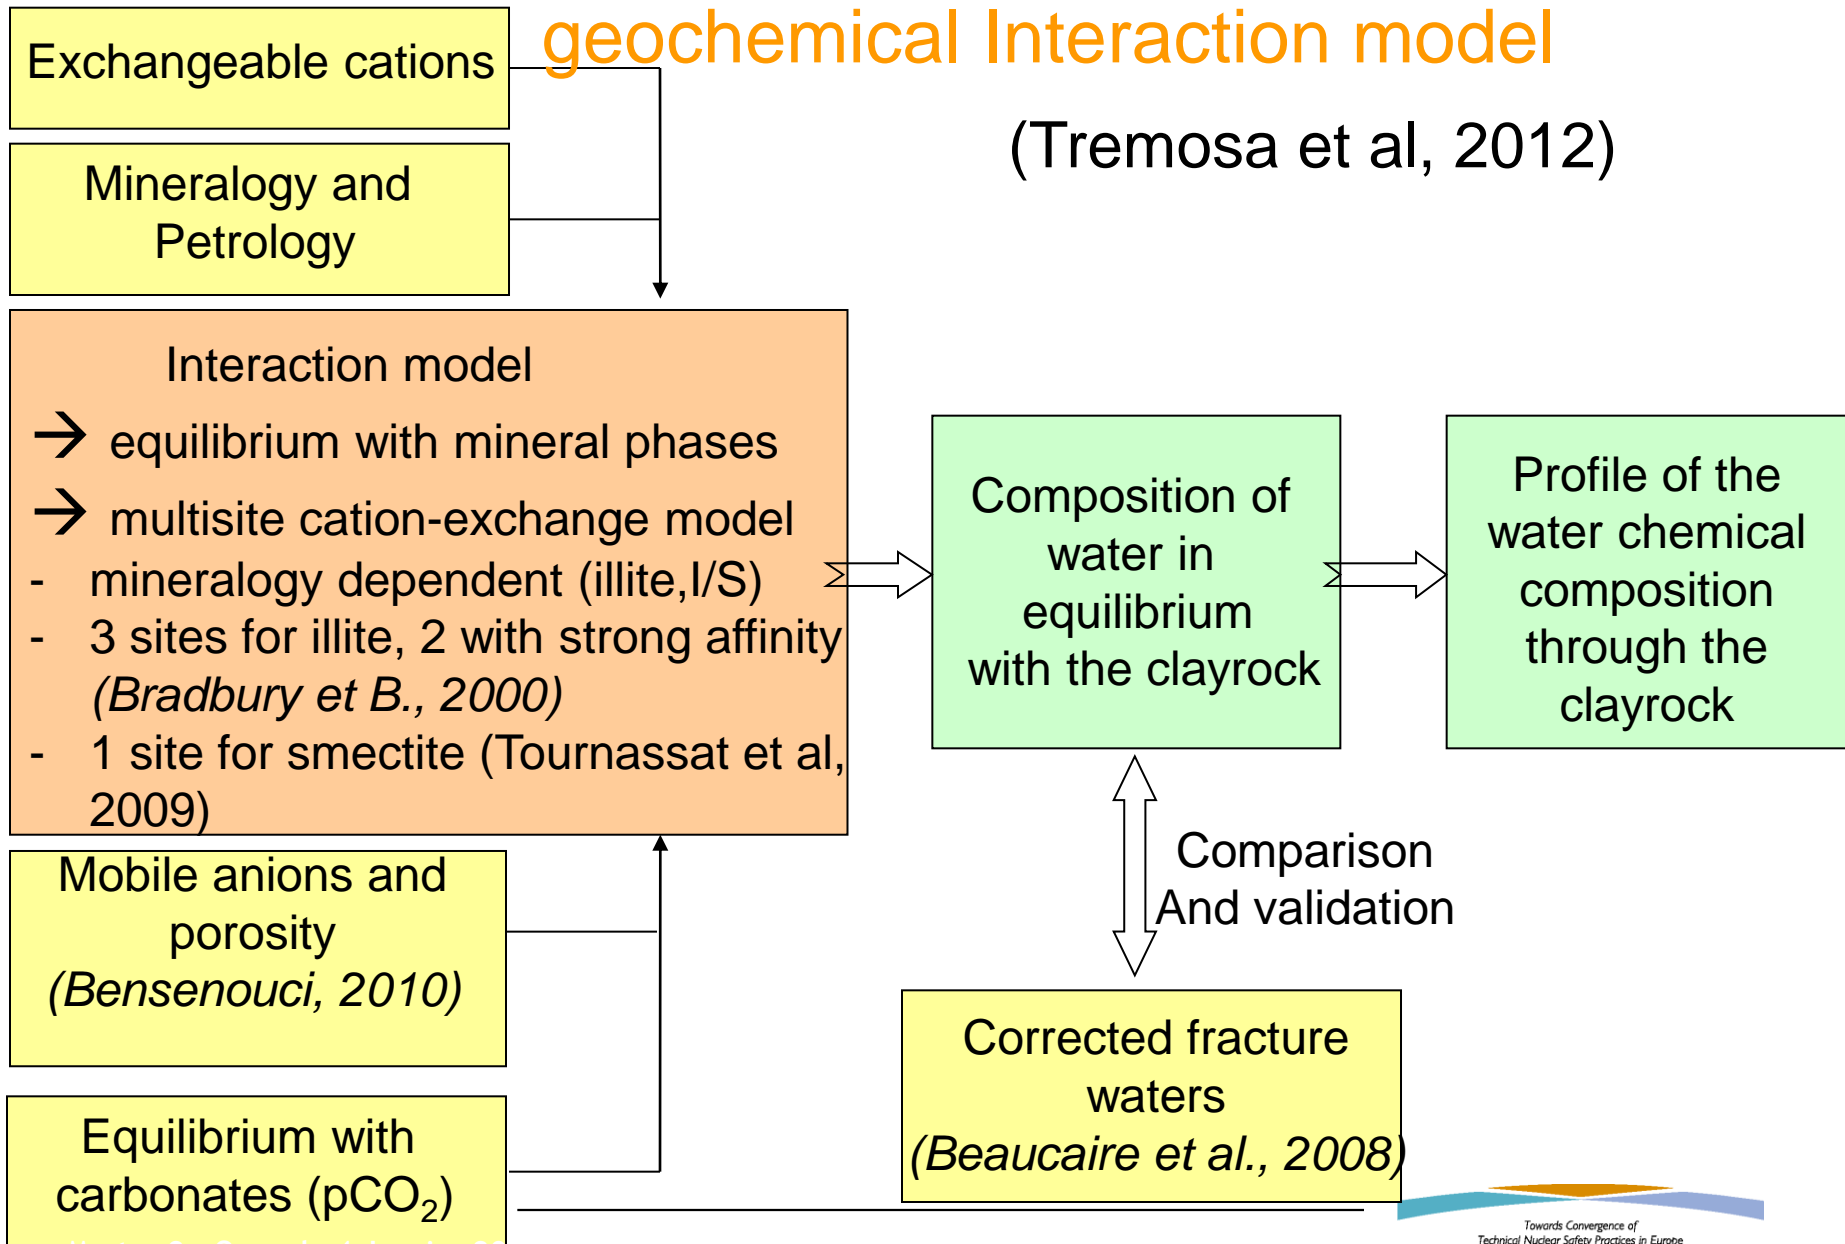 geochemical Interaction model
(Tremosa et al, 2012)
Exchangeable cations
Mineralogy and
Petrology
Interaction model
→ equilibrium with mineral phases
→ multisite cation-exchange model
- mineralogy dependent (illite,I/S)
- 3 sites for illite, 2 with strong affinity
(Bradbury et B., 2000)
- 1 site for smectite (Tournassat et al,
2009)
Mobile anions and
porosity
(Bensenouci, 2010)
Equilibrium with
carbonates (pCO₂)
Composition of
water in
equilibrium
with the clayrock
Profile of the
water chemical
composition
through the
clayrock
Comparison
And validation
Corrected fracture
waters
(Beaucaire et al., 2008)
Towards Convergence of
Technical Nuclear Safety Practices in Europe